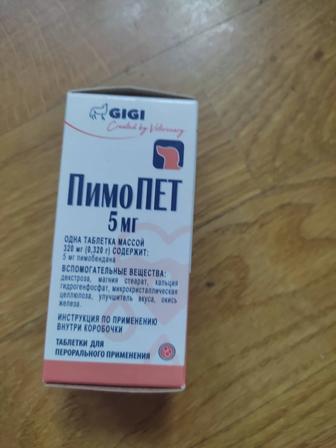 GIGI
Created by Veterinary
ПимоПЕТ
5 мг
ОДНА ТАБЛЕТКА МАССОЙ
320 мг (0,320 г) СОДЕРЖИТ:
5 мг пимобендана
ВСПОМОГАТЕЛЬНЫЕ ВЕЩЕСТВА:
декстроза, магния стеарат, кальция
гидрогенфосфат, микрокристаллическая
целлюлоза, улучшитель вкуса, окись
железа.
ИНСТРУКЦИЯ ПО ПРИМЕНЕНИЮ
ВНУТРИ КОРОБОЧКИ
ТАБЛЕТКИ ДЛЯ
ПЕРОРАЛЬНОГО ПРИМЕНЕНИЯ